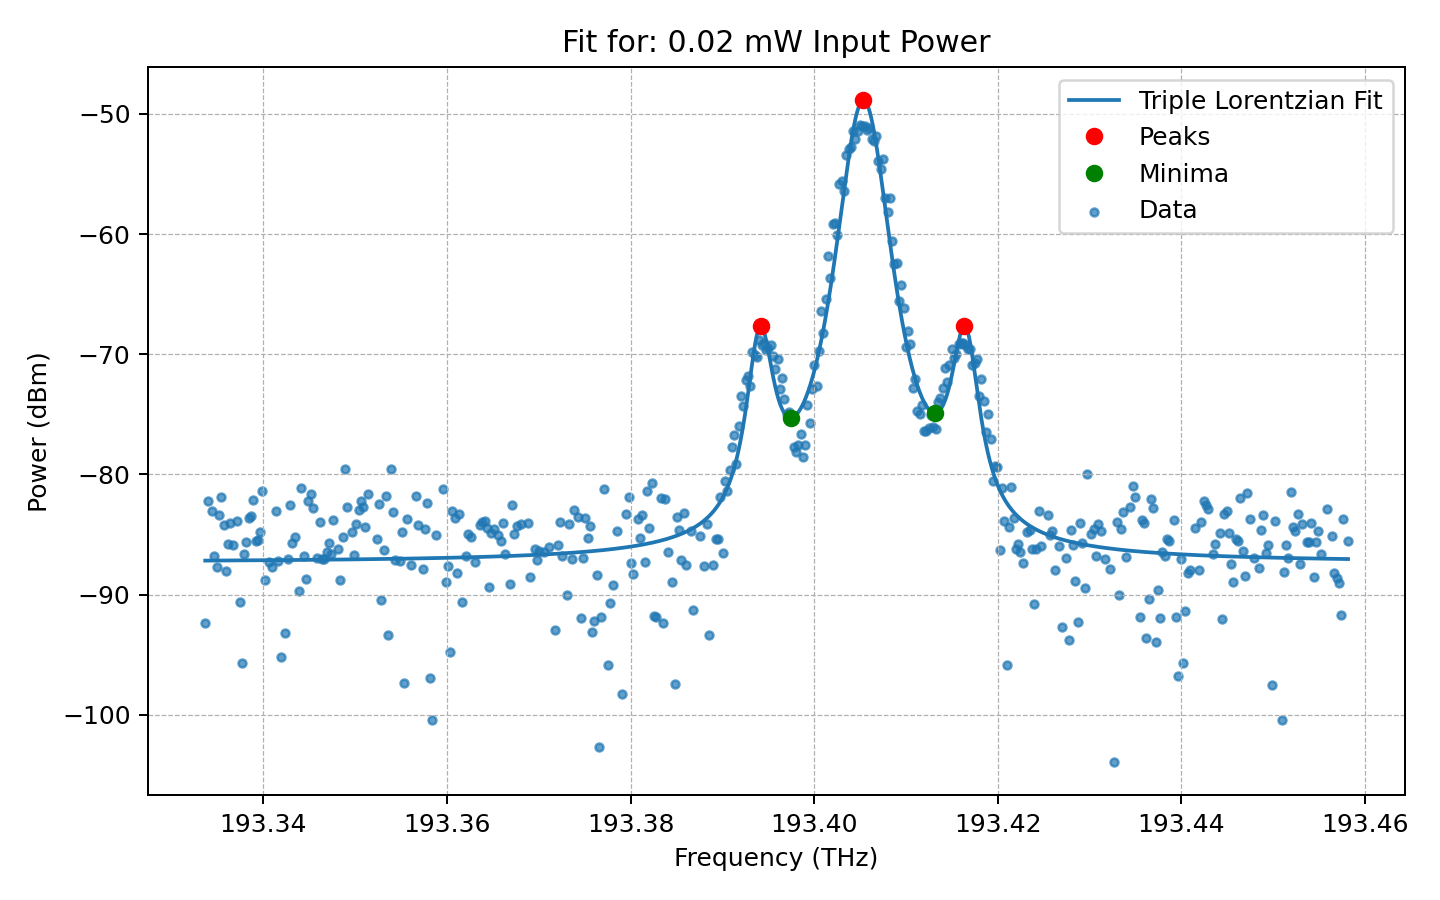 Fit for: 0.02 mW Input Power
Triple Lorentzian Fit
Peaks
Minima
Data
Power (dBm)
−50
−60
−70
−80
−90
−100
193.34 193.36 193.38 193.40 193.42 193.44 193.46
Frequency (THz)